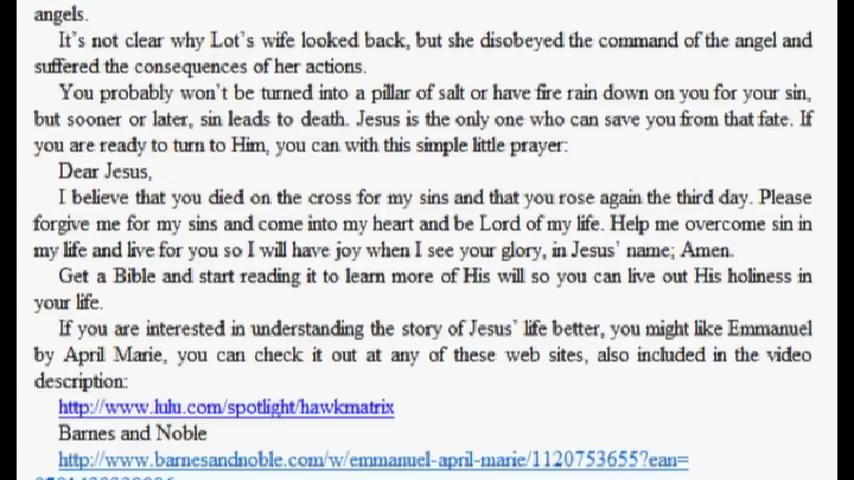 angels.
It's not clear why Lot's wife looked back, but she disobeyed the command of the angel and
suffered the consequences of her actions.
You probably won't be turned into a pillar of salt or have fire rain down on you for your sin,
but sooner or later, sin leads to death. Jesus is the only one who can save you from that fate. If
you are ready to turn to Him, you can with this simple little prayer:
Dear Jesus,
I believe that you died on the cross for my sins and that you rose again the third day. Please
forgive me for my sins and come into my heart and be Lord of my life. Help me overcome sin in
my life and live for you so I will have joy when I see your glory, in Jesus' name; Amen.
Get a Bible and start reading it to learn more of His will so you can live out His holiness in
your life.
If you are interested in understanding the story of Jesus' life better, you might like Emmanuel
by April Marie, you can check it out at any of these web sites, also included in the video
description:
http://www.lulu.com/spotlight/hawkmatrix
Barnes and Noble
http://www.barnesandnoble.com/w/emmanuel-april-marie/1120753655?ean=